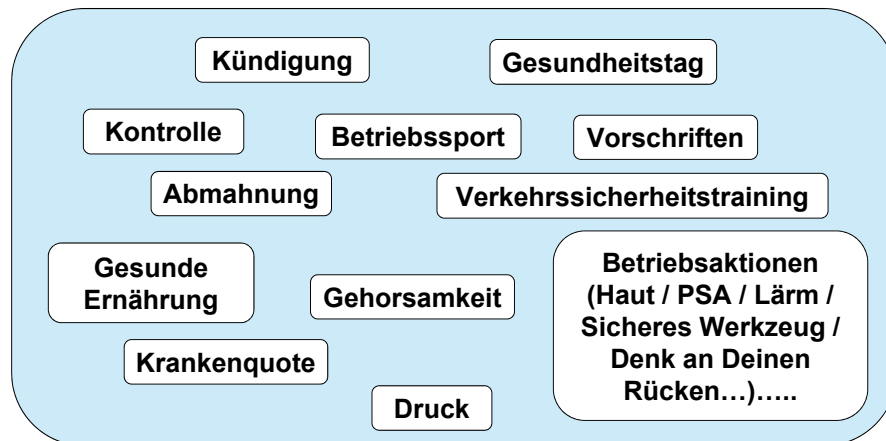 Kündigung
Gesundheitstag
Kontrolle
Betriebssport
Vorschriften
Abmahnung
Verkehrssicherheitstraining
Gesunde
Ernährung
Gehorsamkeit
Betriebsaktionen
(Haut / PSA / Lärm /
Sicheres Werkzeug /
Denk an Deinen
Rücken…)…..
Krankenquote
Druck